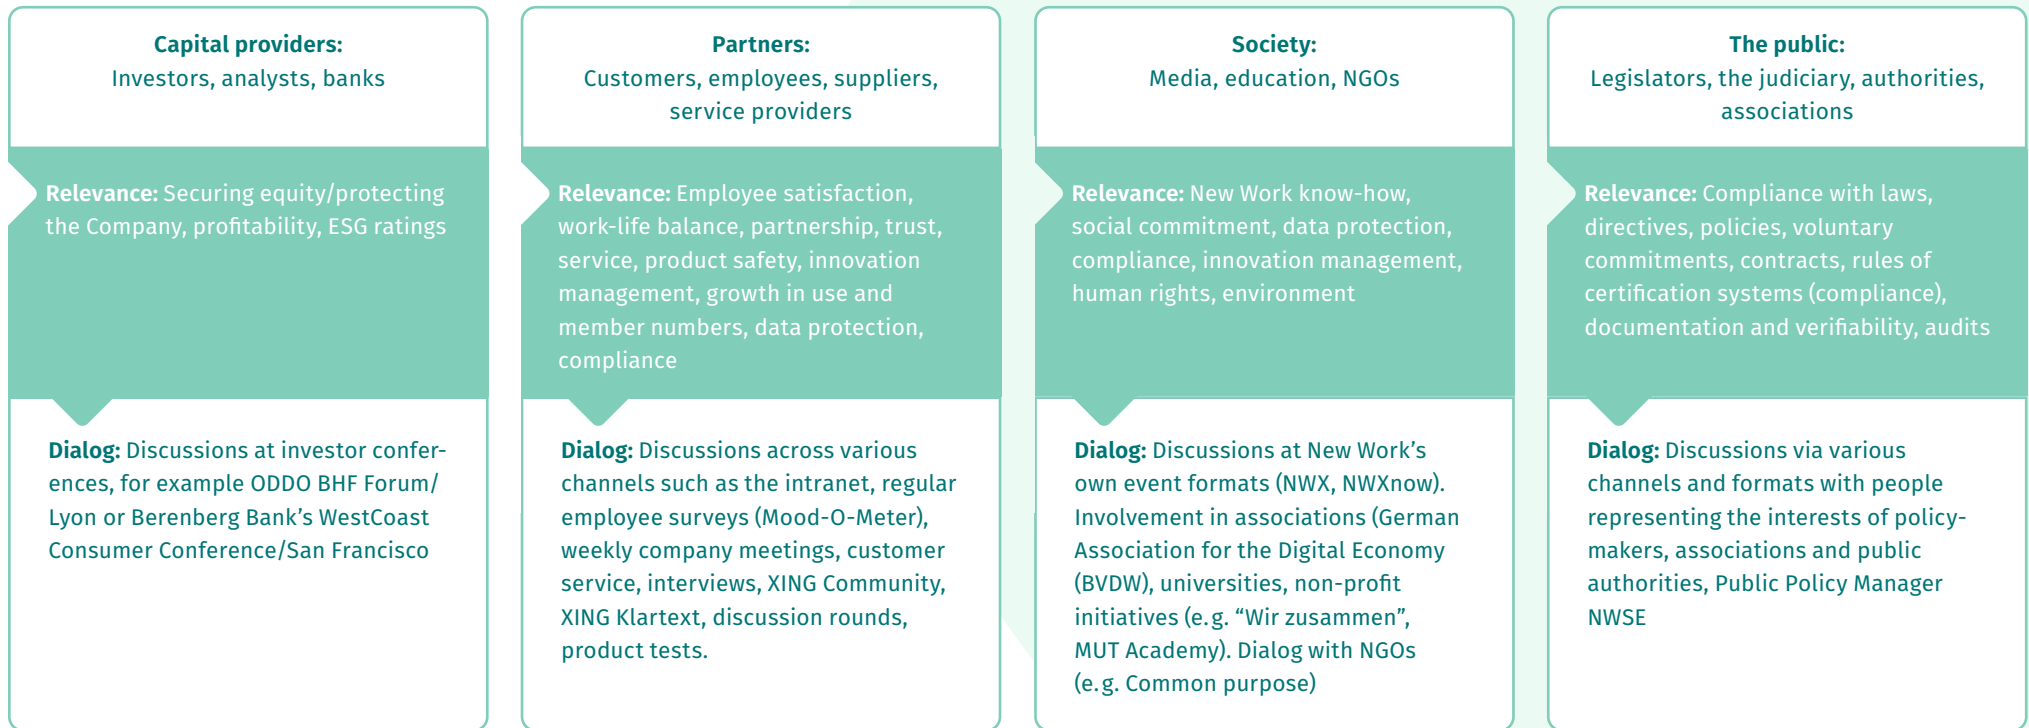 Capital providers:
Investors, analysts, banks
Relevance: Securing equity/protecting
the Company, profitability, ESG ratings
Dialog: Discussions at investor confer-
ences, for example ODDO BHF Forum/
Lyon or Berenberg Bank’s WestCoast
Consumer Conference/San Francisco
Partners:
Customers, employees, suppliers,
service providers
Relevance: Employee satisfaction,
work-life balance, partnership, trust,
service, product safety, innovation
management, growth in use and
member numbers, data protection,
compliance
Dialog: Discussions across various
channels such as the intranet, regular
employee surveys (Mood-O-Meter),
weekly company meetings, customer
service, interviews, XING Community,
XING Klartext, discussion rounds,
product tests.
Society:
Media, education, NGOs
Relevance: New Work know-how,
social commitment, data protection,
compliance, innovation management,
human rights, environment
Dialog: Discussions at New Work’s
own event formats (NWX, NWXnow).
Involvement in associations (German
Association for the Digital Economy
(BVDW), universities, non-profit
initiatives (e. g. “Wir zusammen”,
MUT Academy). Dialog with NGOs
(e. g. Common purpose)
The public:
Legislators, the judiciary, authorities,
associations
Relevance: Compliance with laws,
directives, policies, voluntary
commitments, contracts, rules of
certification systems (compliance),
documentation and verifiability, audits
Dialog: Discussions via various
channels and formats with people
representing the interests of policy-
makers, associations and public
authorities, Public Policy Manager
NWSE